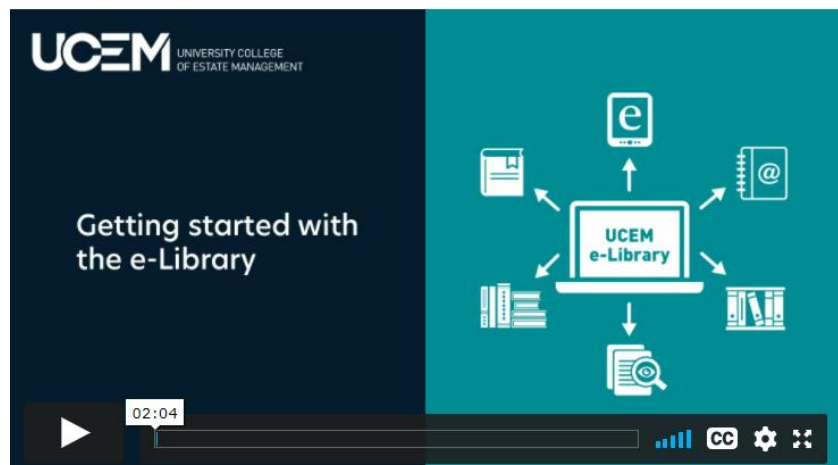 UCEM
UNIVERSITY COLLEGE
OF ESTATE MANAGEMENT
Getting started with
the e-Library
e
@
UCEM
e-Library
02:04
CC